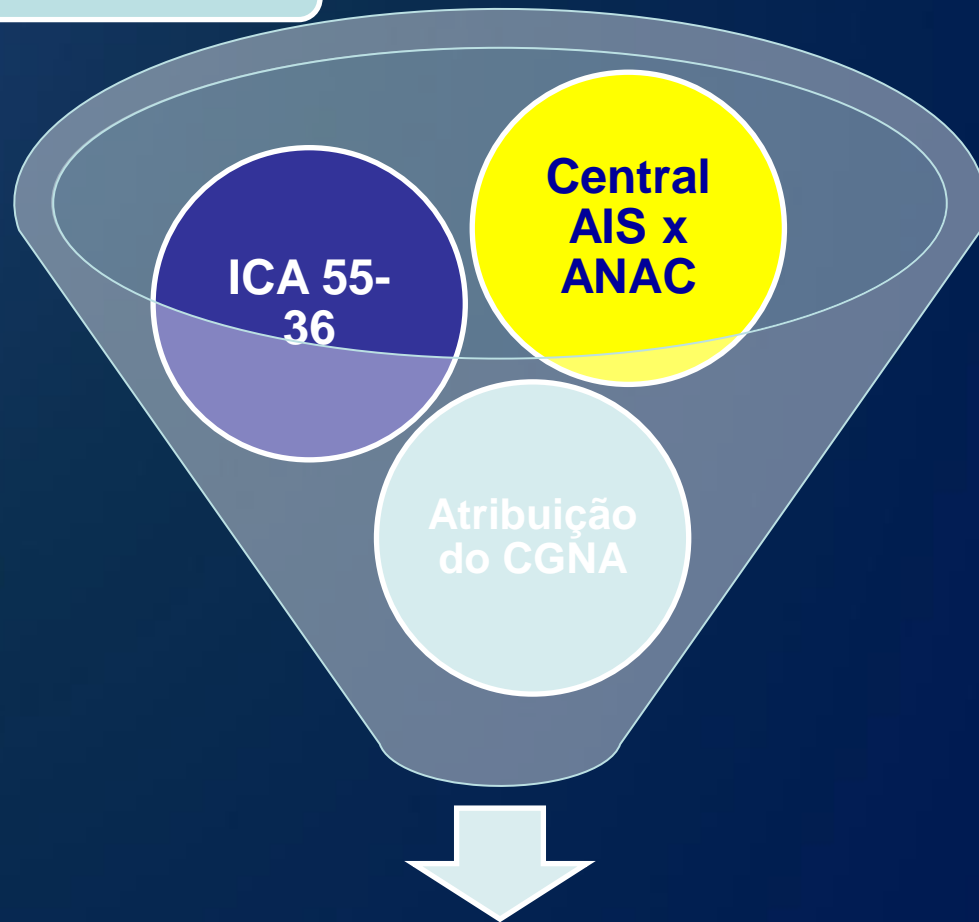 Central
AIS x
ANAC
ICA 55-
36
Atribuição
do CGNA